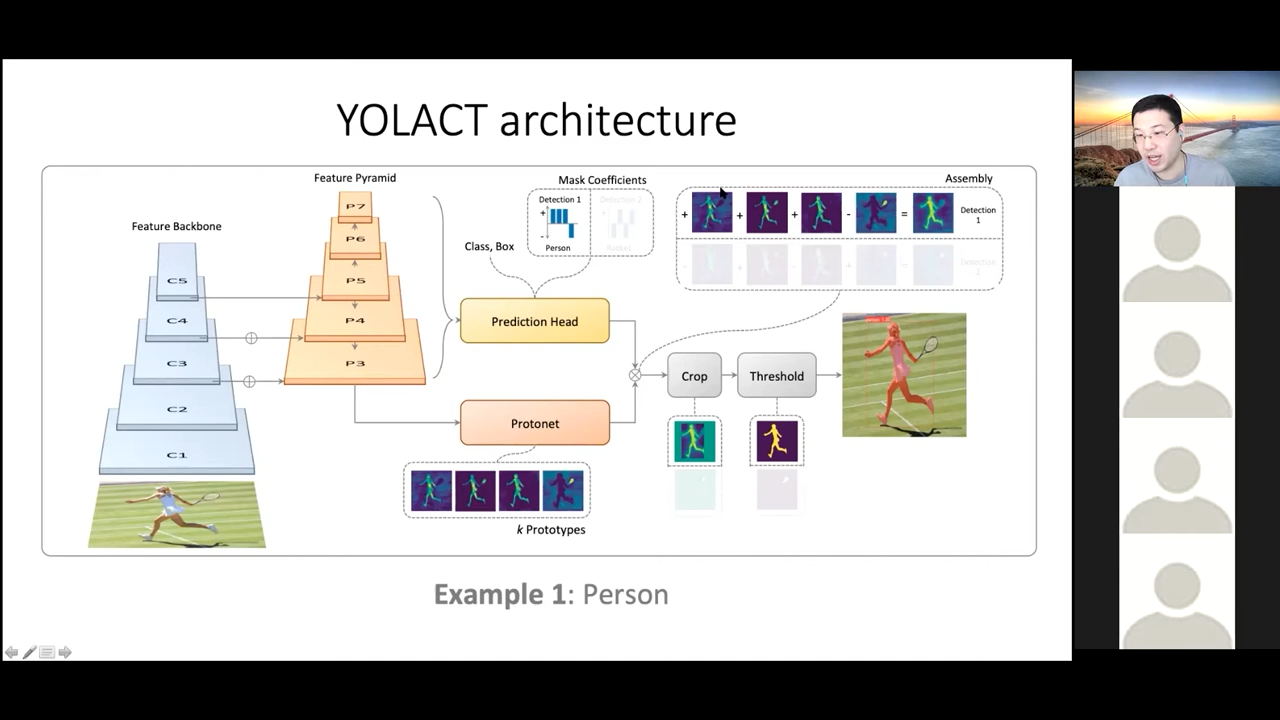 YOLACT architecture
Feature Backbone
C5
C4
C3
C2
C1
Feature Pyramid
P7
P6
P5
P4
P3
Class, Box
Mask Coefficients
Detection 1
+
-
Person
Detection 2
+
-
Racket
Prediction Head
Protonet
k Prototypes
Assembly
+ + + - = Detection 1
Detection 2
Crop
Threshold
Example 1: Person